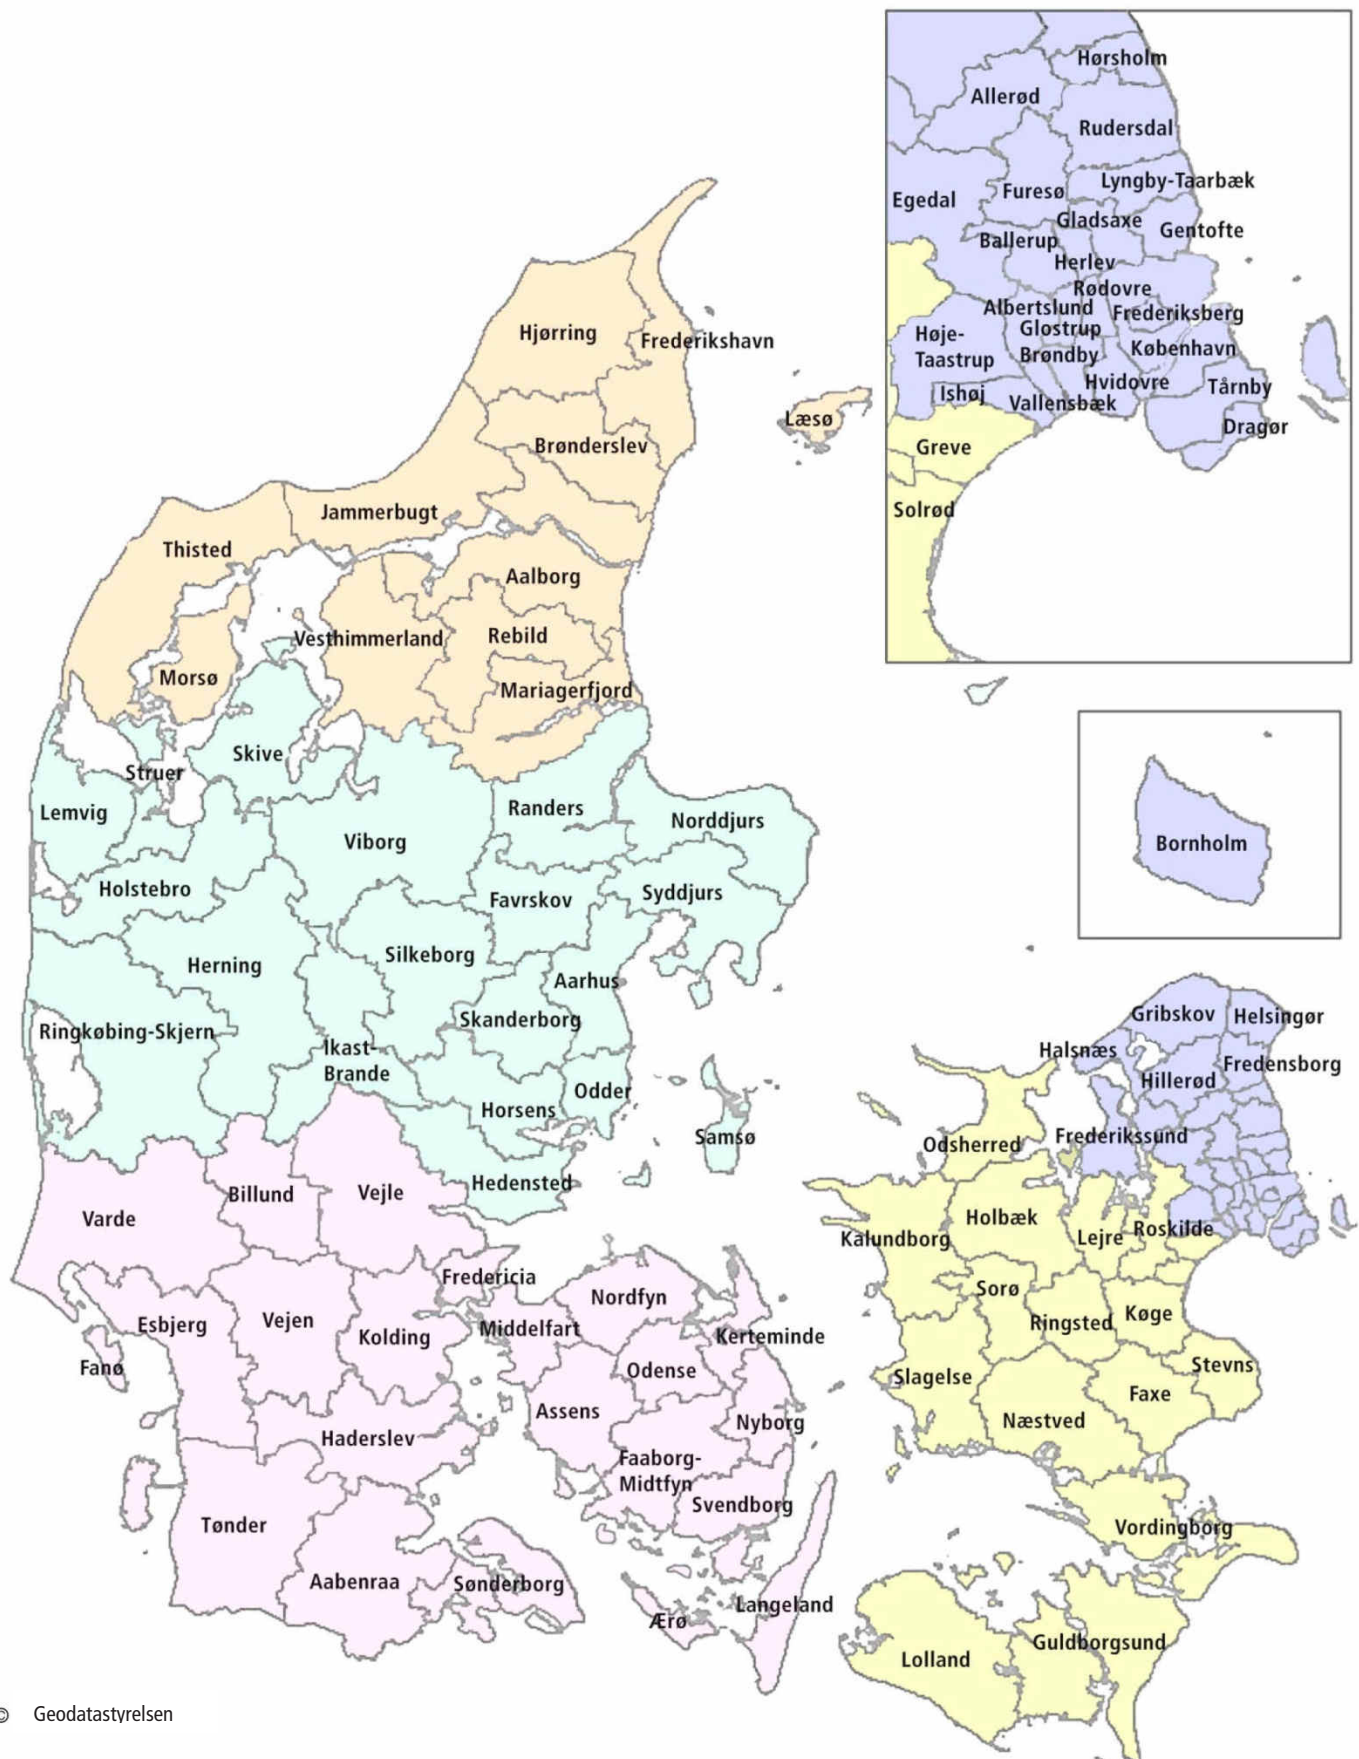 Hørsholm
Allerød
Rudersdal
Lyngby-Taarbæk
Egedal
Furesø
Gladsaxe
Gentofte
Ballerup
Herlev
Rødovre
Albertslund
Frederiksberg
Glostrup
Høje-
Taastrup
Brøndby
København
Hvidovre
Tårnby
Ishøj
Vallensbæk
Dragør
Greve
Solrød
Hjørring
Frederikshavn
Læsø
Brønderslev
Jammerbugt
Thisted
Aalborg
Vesthimmerland
Rebild
Morsø
Mariagerfjord
Skive
Struer
Lemvig
Randers
Norddjurs
Viborg
Holstebro
Favrskov
Syddjurs
Silkeborg
Herning
Aarhus
Skanderborg
Ringkøbing-Skjern
Ikast-
Brande
Odder
Horsens
Samsø
Hedensted
Bornholm
Gribskov
Helsingør
Halsnæs
Fredensborg
Hillerød
Frederikssund
Odsherred
Holbæk
Roskilde
Lejre
Kalundborg
Sorø
Ringsted
Køge
Stevns
Slagelse
Faxe
Næstved
Vordingborg
Guldborgsund
Lolland
Billund
Vejle
Varde
Fredericia
Nordfyn
Vejen
Esbjerg
Kolding
Middelfart
Kerteminde
Fanø
Odense
Assens
Nyborg
Haderslev
Faaborg-
Midtfyn
Svendborg
Tønder
Aabenraa
Sønderborg
Langeland
Ærø
© Geodatastyrelsen